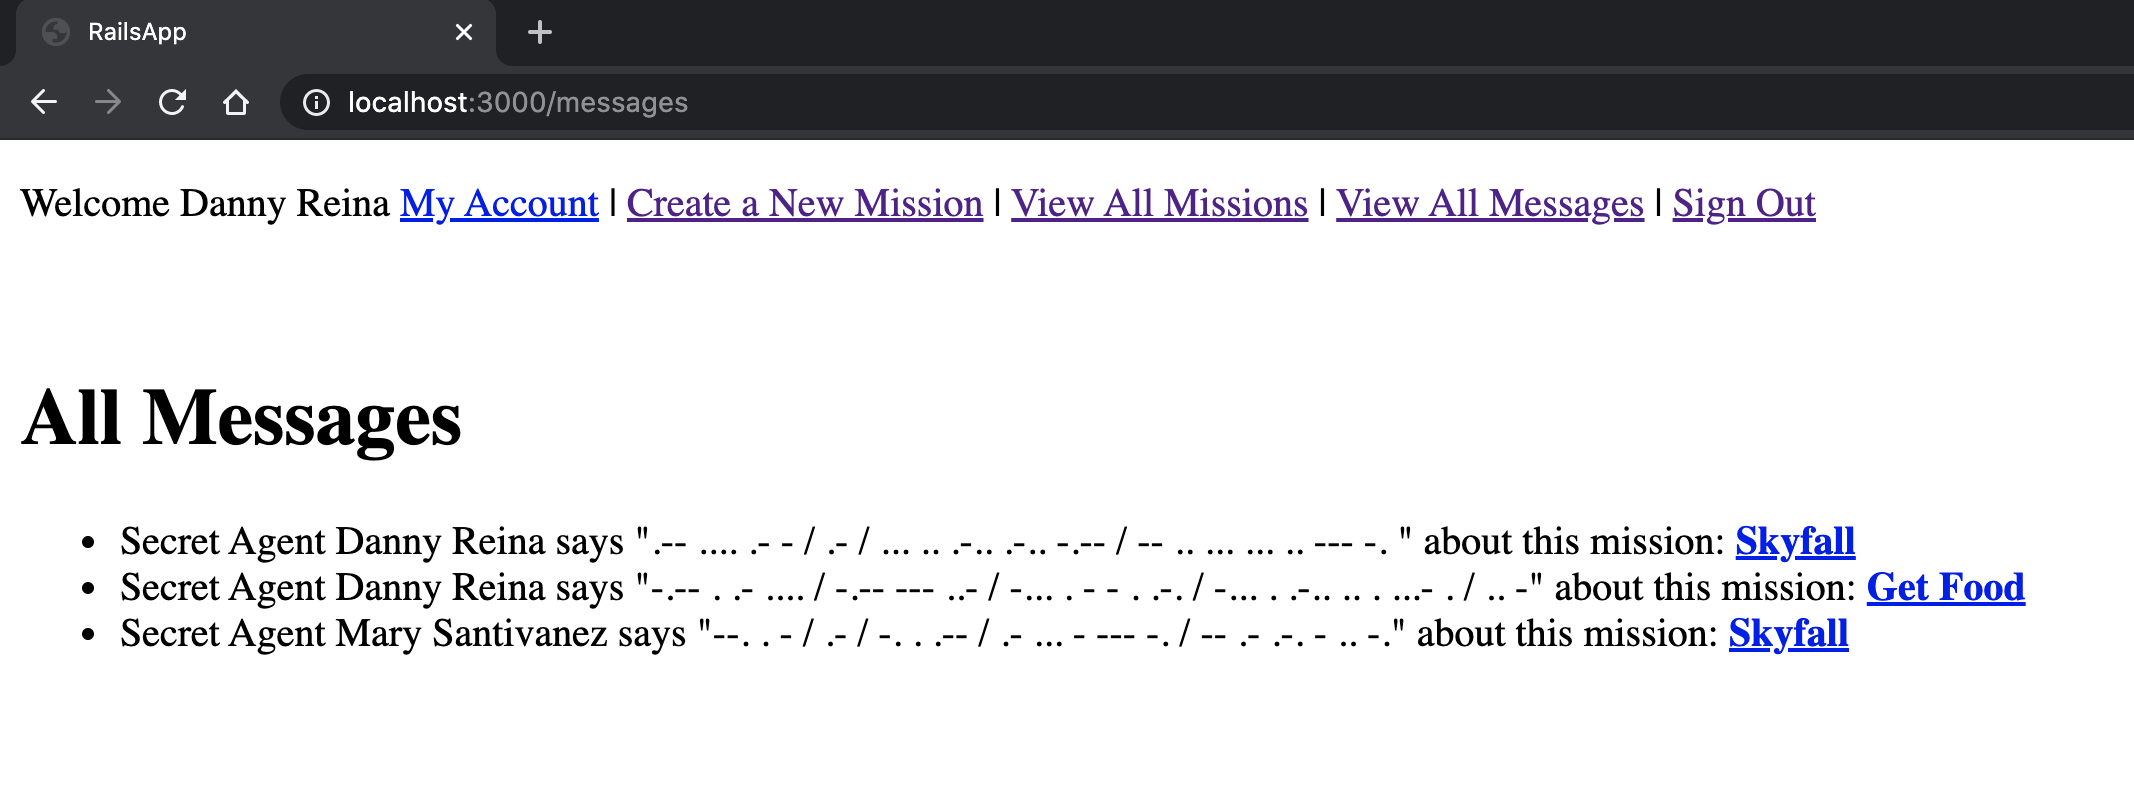 RailsApp
localhost:3000/messages
Welcome Danny Reina My Account | Create a New Mission | View All Missions | View All Messages | Sign Out
All Messages
• Secret Agent Danny Reina says ".-- .... .- - / .- / ... .. .-.. .-.. -.-- / -- .. ... ... .. --- -. " about this mission: Skyfall
• Secret Agent Danny Reina says "-.-- . .- .... / -.-- --- ..- / -... . - - . .-. / -... . .-.. .. . ...- . / .. -" about this mission: Get Food
• Secret Agent Mary Santivanez says "--. . - / .- / -. . .-- / .- ... - --- -. / -- .- .-. - .. -." about this mission: Skyfall